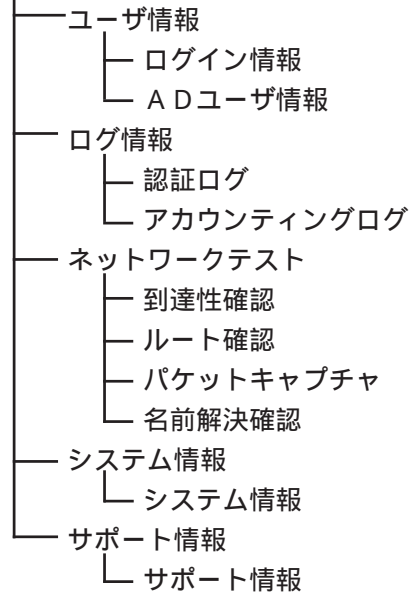 ユーザ情報
ログイン情報
ＡＤユーザ情報
ログ情報
認証ログ
アカウンティングログ
ネットワークテスト
到達性確認
ルート確認
パケットキャプチャ
名前解決確認
システム情報
システム情報
サポート情報
サポート情報